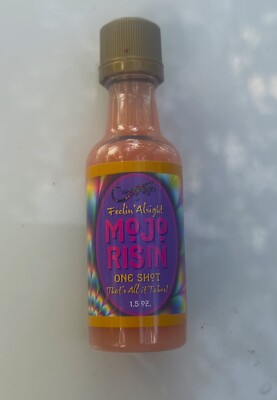 Feelin' Alright
MOJO
RISIN
ONE SHOT
(That's All it Takes)
1.5 OZ.